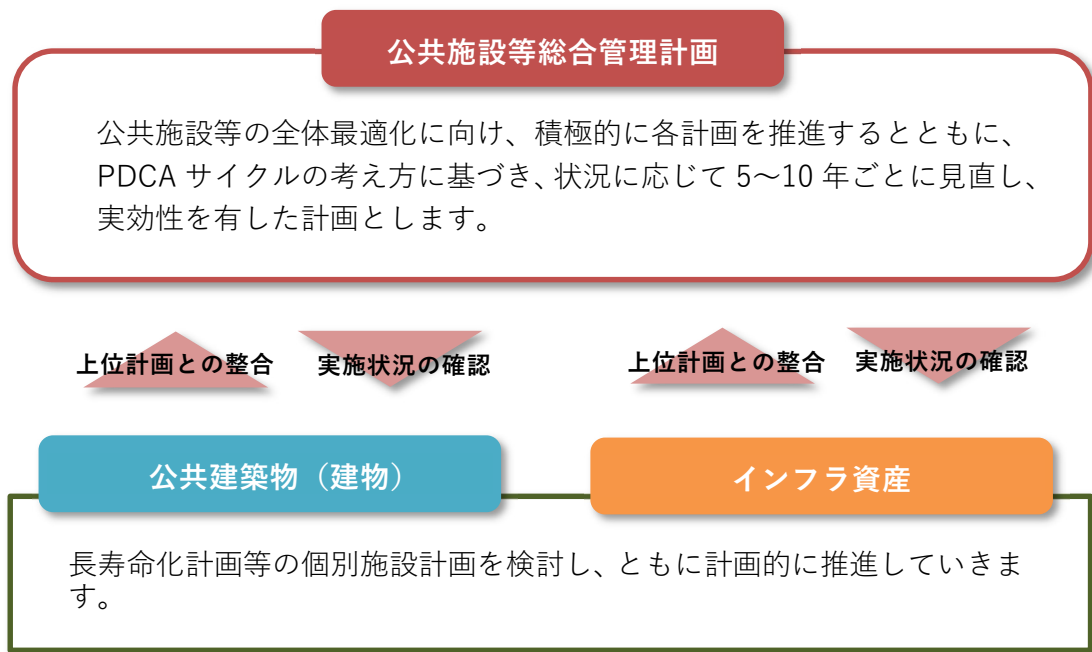 公共施設等総合管理計画
公共施設等の全体最適化に向け、積極的に各計画を推進するとともに、
PDCA サイクルの考え方に基づき、状況に応じて 5～10 年ごとに見直し、
実効性を有した計画とします。
上位計画との整合 実施状況の確認 上位計画との整合 実施状況の確認
公共建築物（建物） インフラ資産
長寿命化計画等の個別施設計画を検討し、ともに計画的に推進していきま
す。